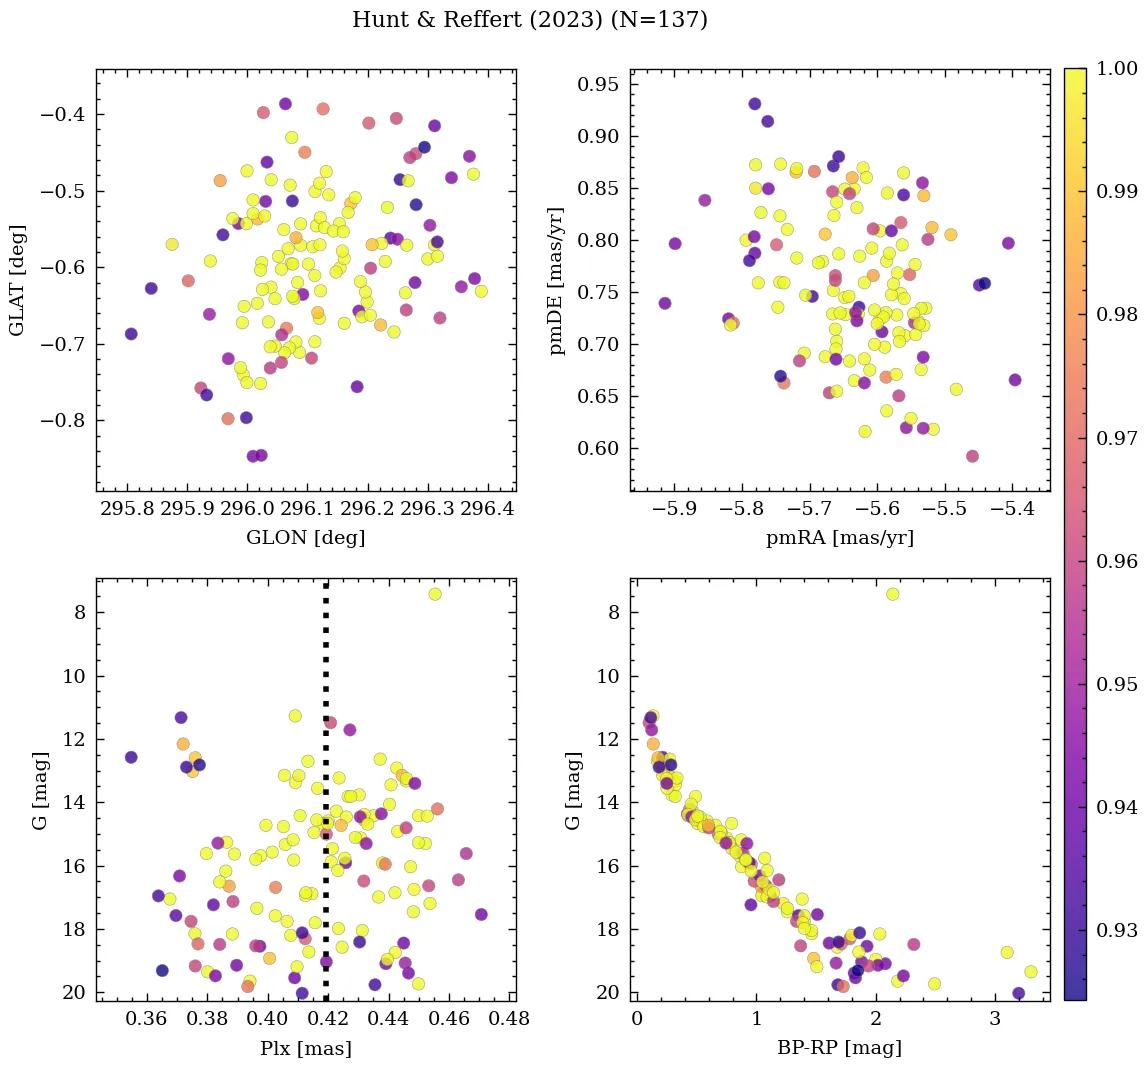 Hunt & Reffert (2023) (N=137)
−0.4
−0.5
−0.6
−0.7
−0.8
GLAT [deg]
295.8 295.9 296.0 296.1 296.2 296.3 296.4
GLON [deg]
0.95
0.90
0.85
0.80
0.75
0.70
0.65
0.60
pmDE [mas/yr]
−5.9 −5.8 −5.7 −5.6 −5.5 −5.4
pmRA [mas/yr]
8
10
12
14
16
18
20
G [mag]
0.36 0.38 0.40 0.42 0.44 0.46 0.48
Plx [mas]
8
10
12
14
16
18
20
G [mag]
0 1 2 3
BP-RP [mag]
1.00
0.99
0.98
0.97
0.96
0.95
0.94
0.93